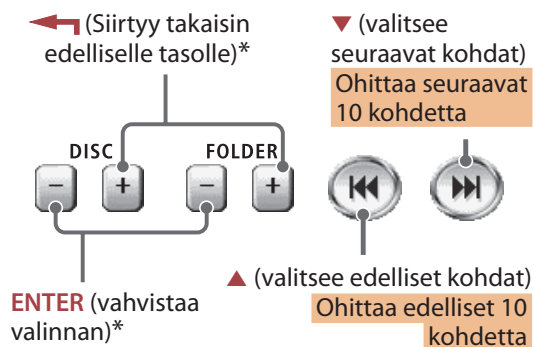 (Siirtyy takaisin
edelliselle tasolle)*
▼ (valitsee
seuraavat kohdat)
Ohittaa seuraavat
10 kohdetta
DISC
FOLDER
− + − +
ENTER (vahvistaa
valinnan)*
▲ (valitsee edelliset kohdat)
Ohittaa edelliset 10
kohdetta